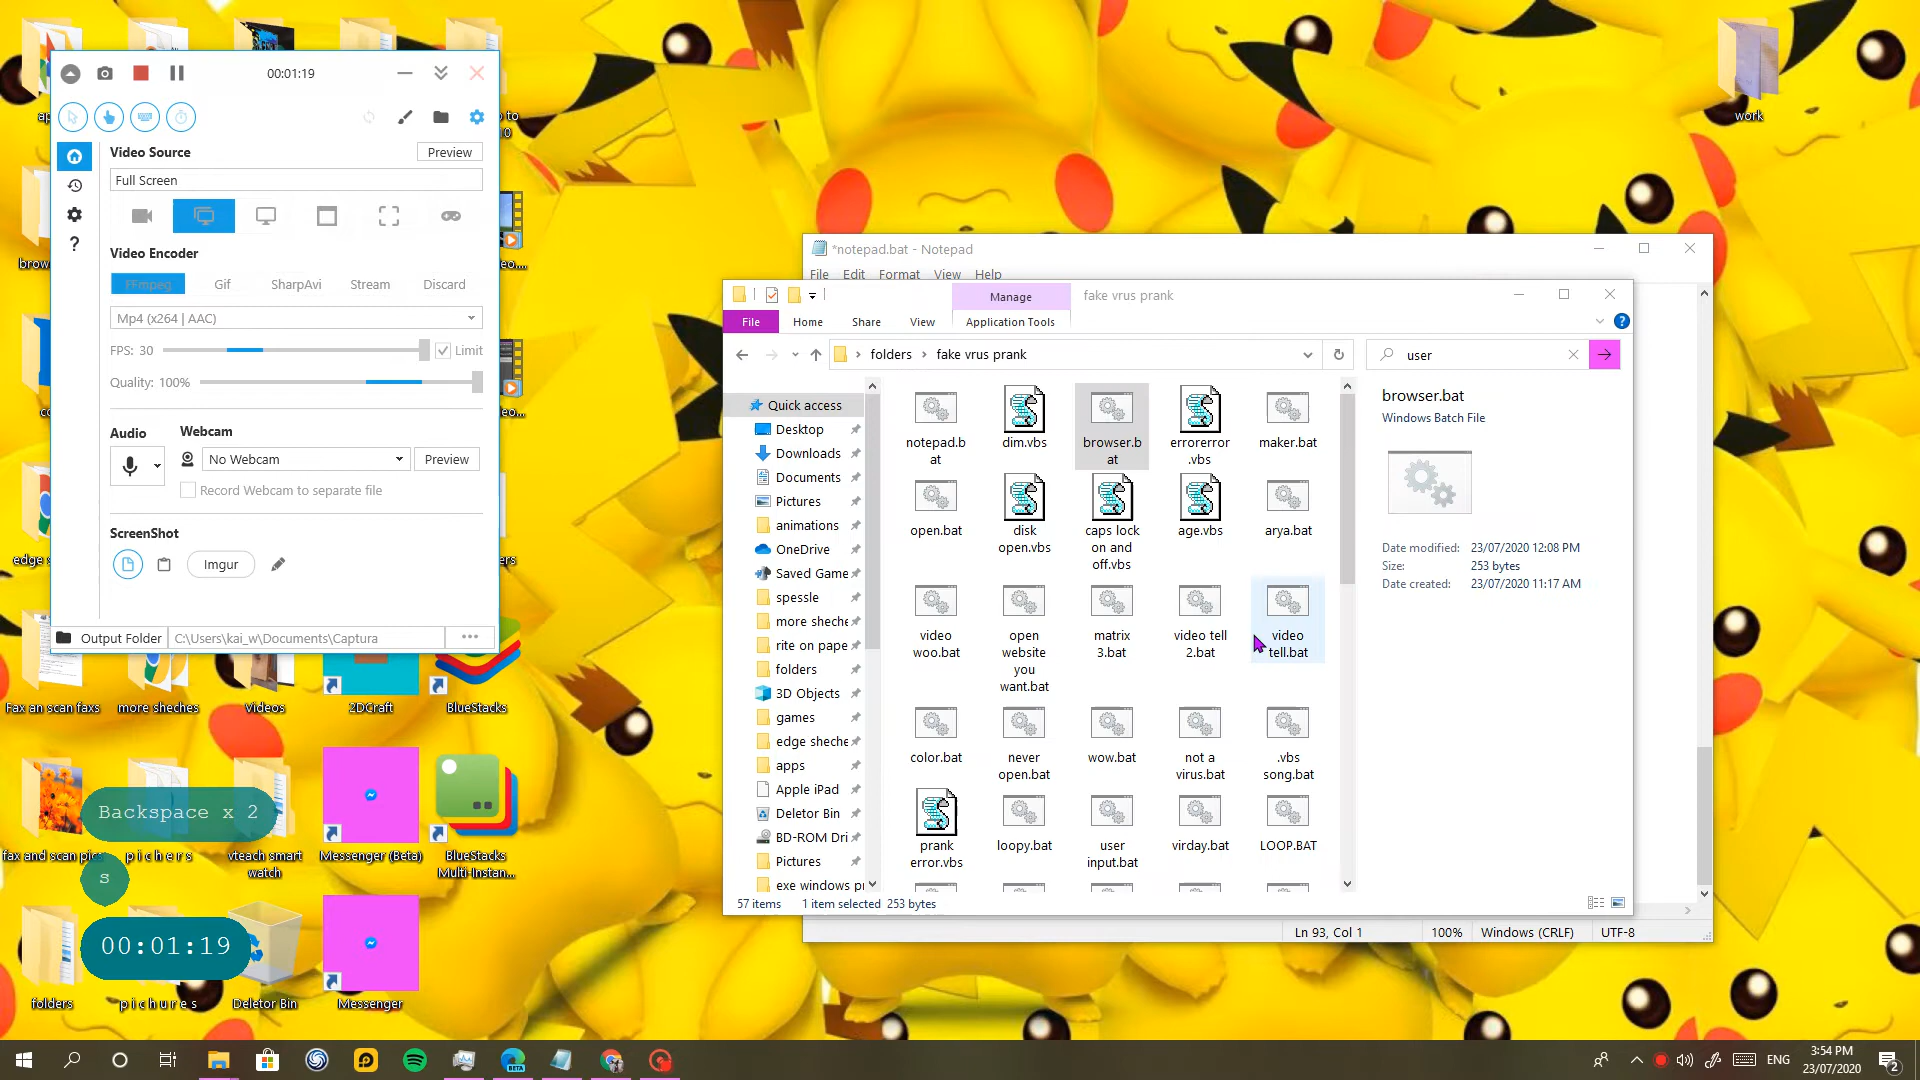 00:01:19
Video Source
Preview
Full Screen
Video Encoder
FFmpeg
Gif
SharpAvi
Stream
Discard
Mp4 (x264 | AAC)
FPS: 30
Limit
Quality: 100%
Audio
Webcam
No Webcam
Preview
Record Webcam to separate file
ScreenShot
Imgur
Output Folder
C:\Users\kai_w\Documents\Captura
...
work
Fax an scan faxs
more sheches
Videos
2DCraft
BlueStacks
Backspace x 2
s
00:01:19
fax and scan pics
p i c h e r s
vteach smart
watch
Messenger (Beta)
BlueStacks
Multi-Instan...
folders
p i c h u r e s
Deletor Bin
Messenger
*notepad.bat - Notepad
File
Edit
Format
View
Help
Manage
fake vrus prank
File
Home
Share
View
Application Tools
folders
fake vrus prank
user
Quick access
Desktop
Downloads
Documents
Pictures
animations
OneDrive
Saved Game
spessle
more sheche
rite on pape
folders
3D Objects
games
edge sheche
apps
Apple iPad
Deletor Bin
BD-ROM Dri
Pictures
exe windows pr
notepad.b
at
dim.vbs
browser.b
at
errorerror
.vbs
maker.bat
open.bat
disk
open.vbs
caps lock
on and
off.vbs
age.vbs
arya.bat
video
woo.bat
open
website
you
want.bat
matrix
3.bat
video tell
2.bat
video
tell.bat
color.bat
never
open.bat
wow.bat
not a
virus.bat
.vbs
song.bat
prank
error.vbs
loopy.bat
user
input.bat
virday.bat
LOOP.BAT
browser.bat
Windows Batch File
Date modified: 23/07/2020 12:08 PM
Size: 253 bytes
Date created: 23/07/2020 11:17 AM
57 items
1 item selected 253 bytes
Ln 93, Col 1
100%
Windows (CRLF)
UTF-8
ENG
3:54 PM
23/07/2020
2